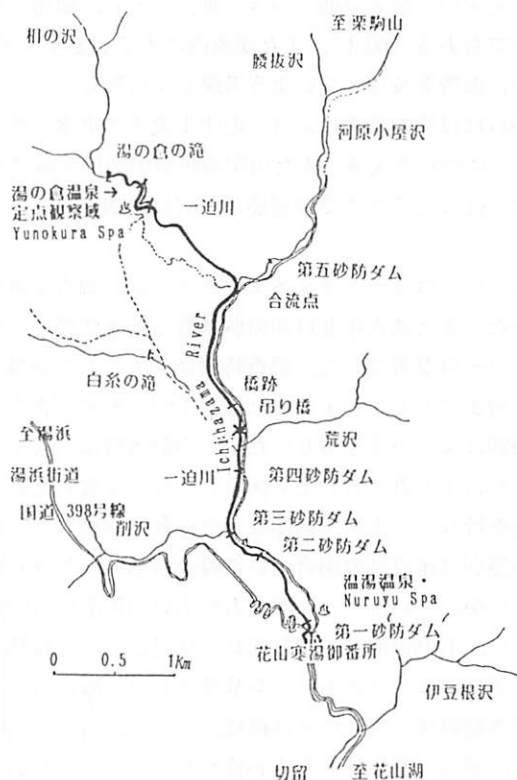 至栗駒山
相の沢
腰抜沢
河原小屋沢
湯の倉の滝
湯の倉温泉→
定点観察域
Yunokura Spa
一迫川
第五砂防ダム
合流点
Ichihazama River
橋跡
白糸の滝
吊り橋
荒沢
至湯浜
一迫川
第四砂防ダム
湯浜街道
国道 398号線
削沢
第三砂防ダム
第二砂防ダム
温湯温泉・
Nuruyu Spa
第一砂防ダム
花山寒湯御番所
0 0.5 1Km
伊豆根沢
切留
至花山湖